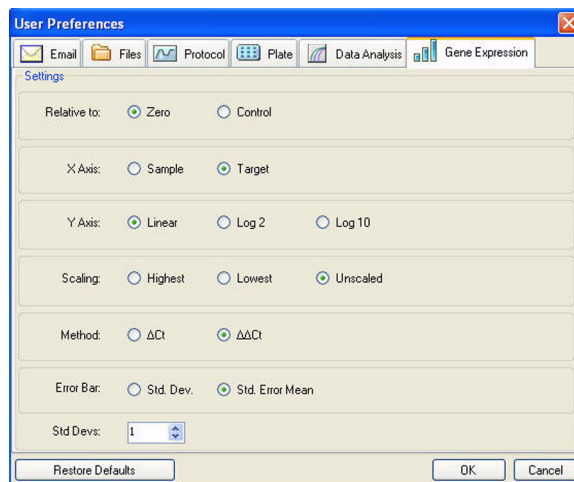 User Preferences
Email Files Protocol Plate Data Analysis Gene Expression
Settings
Relative to: Zero Control
X Axis: Sample Target
Y Axis: Linear Log 2 Log 10
Scaling: Highest Lowest Unscaled
Method: ΔCt ΔΔCt
Error Bar: Std. Dev. Std. Error Mean
Std Devs: 1
Restore Defaults OK Cancel